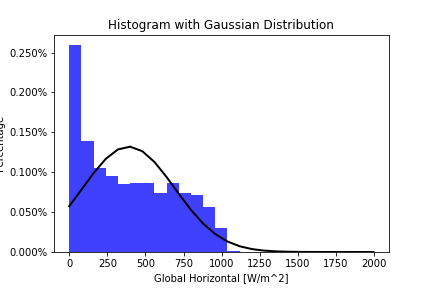 Histogram with Gaussian Distribution
0.250%
0.200%
0.150%
0.100%
0.050%
0.000%
Percentage
0 250 500 750 1000 1250 1500 1750 2000
Global Horizontal [W/m^2]